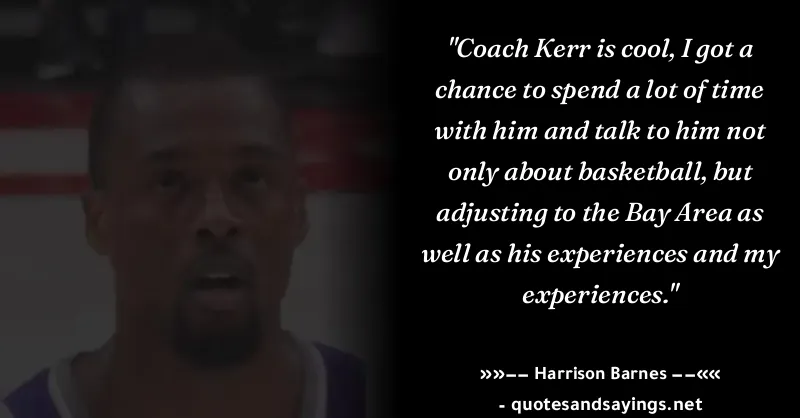 "Coach Kerr is cool, I got a
chance to spend a lot of time
with him and talk to him not
only about basketball, but
adjusting to the Bay Area as
well as his experiences and my
experiences."
»»–– Harrison Barnes ––««
- quotesandsayings.net